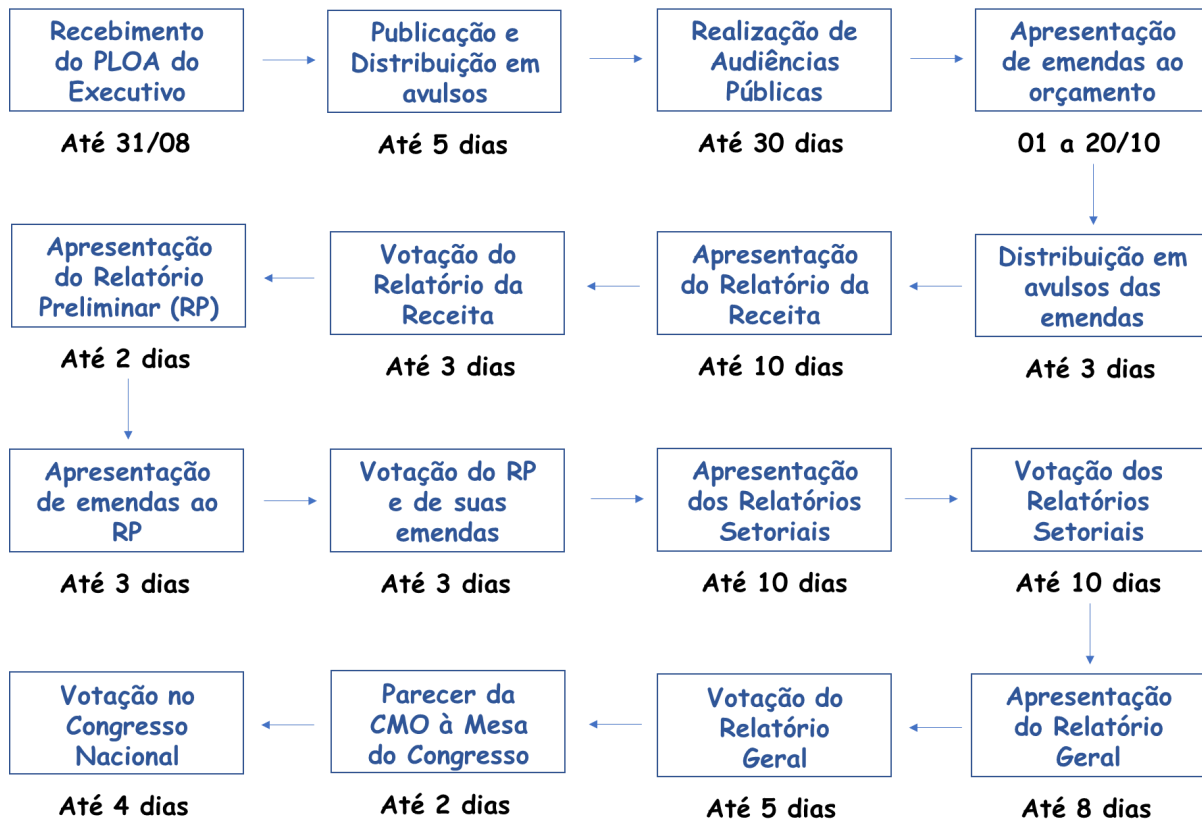 Recebimento
do PLOA do
Executivo
Até 31/08
Publicação e
Distribuição em
avulsos
Até 5 dias
Realização de
Audiências
Públicas
Até 30 dias
Apresentação
de emendas ao
orçamento
01 a 20/10
Distribuição em
avulsos das
emendas
Até 3 dias
Apresentação
do Relatório da
Receita
Até 10 dias
Votação do
Relatório da
Receita
Até 3 dias
Apresentação
do Relatório
Preliminar (RP)
Até 2 dias
Apresentação
de emendas ao
RP
Até 3 dias
Votação do RP
e de suas
emendas
Até 3 dias
Apresentação
dos Relatórios
Setoriais
Até 10 dias
Votação dos
Relatórios
Setoriais
Até 10 dias
Apresentação
do Relatório
Geral
Até 8 dias
Votação do
Relatório
Geral
Até 5 dias
Parecer da
CMO à Mesa
do Congresso
Até 2 dias
Votação no
Congresso
Nacional
Até 4 dias